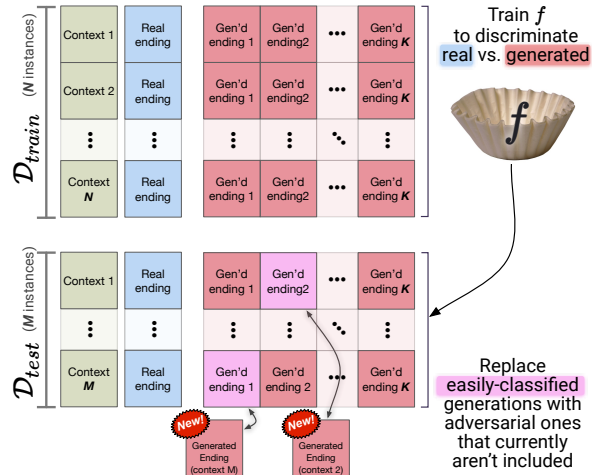 𝒟train (N instances)
Context 1
Real
ending
Gen'd
ending 1
Gen'd
ending2
•••
Gen'd
ending K
Context 2
Real
ending
Gen'd
ending 1
Gen'd
ending2
Gen'd
ending K
Context
N
Real
ending
Gen'd
ending 1
Gen'd
ending 2
•••
Gen'd
ending K
Train f
to discriminate
real vs. generated
f
𝒟test (M instances)
Context 1
Real
ending
Gen'd
ending 1
Gen'd
ending2
•••
Gen'd
ending K
Context
M
Real
ending
Gen'd
ending 1
Gen'd
ending 2
•••
Gen'd
ending K
New!
Generated
Ending
(context M)
New!
Generated
Ending
(context 2)
Replace
easily-classified
generations with
adversarial ones
that currently
aren't included